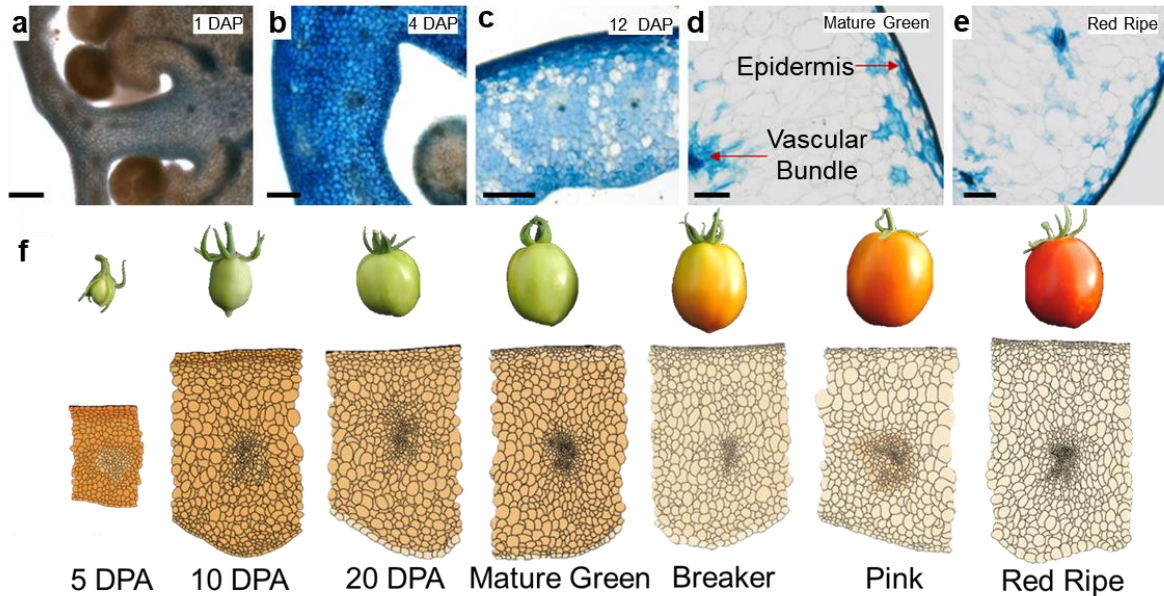 a
1 DAP
b
4 DAP
c
12 DAP
d
Mature Green
e
Red Ripe
Epidermis
Vascular
Bundle
f
5 DPA
10 DPA
20 DPA
Mature Green
Breaker
Pink
Red Ripe